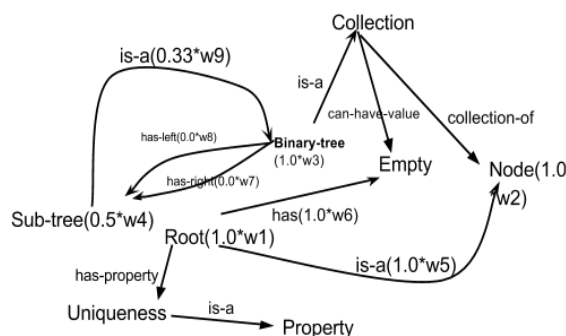 Collection
is-a(0.33*w9)
is-a
can-have-value
collection-of
has-left(0.0*w8)
Binary-tree
(1.0*w3)
Empty
Node(1.0
*w2)
has-right(0.0*w7)
Sub-tree(0.5*w4)
has(1.0*w6)
Root(1.0*w1)
is-a(1.0*w5)
has-property
Uniqueness
is-a
Property